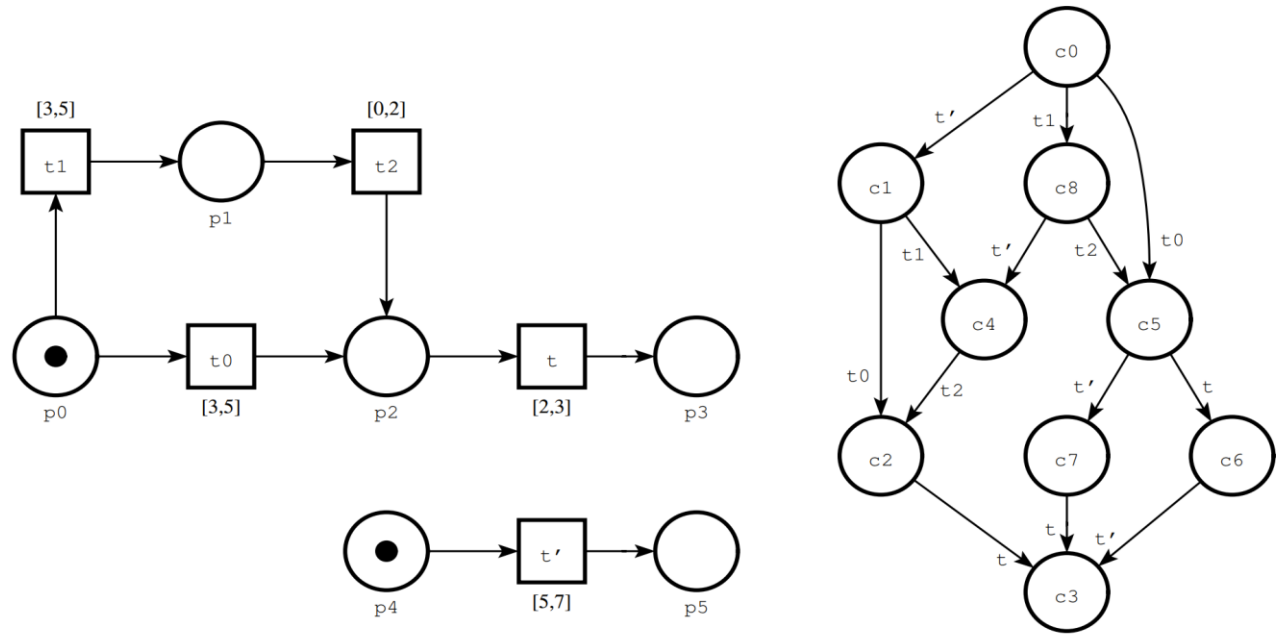 [3,5]
t1
p1
[0,2]
t2
p0
t0
[3,5]
p2
t
[2,3]
p3
p4
t′
[5,7]
p5
c0
t′
t1
c1
c8
t0
t1
t′
t2
c4
c5
t0
t2
t′
t
c2
c7
c6
t
t
t′
c3